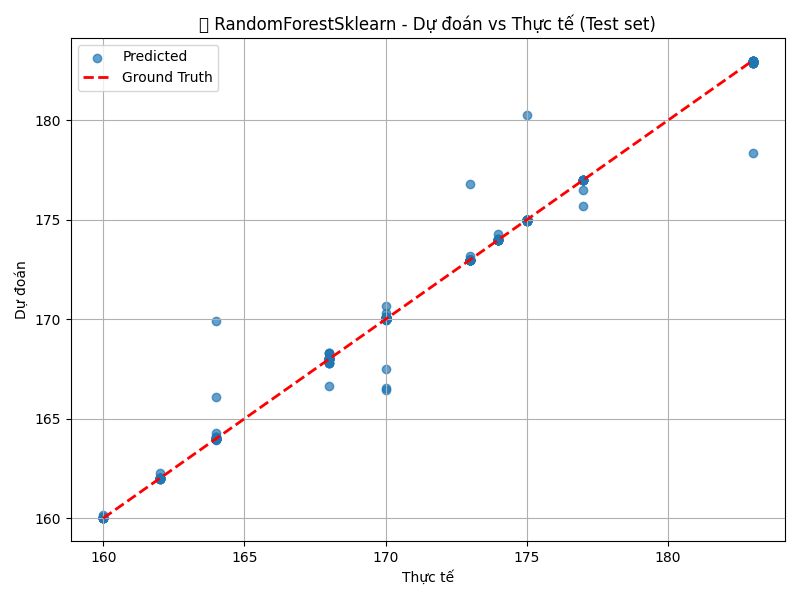 RandomForestSklearn - Dự đoán vs Thực tế (Test set)
Predicted
Ground Truth
Dự đoán
180
175
170
165
160
160
165
170
175
180
Thực tế